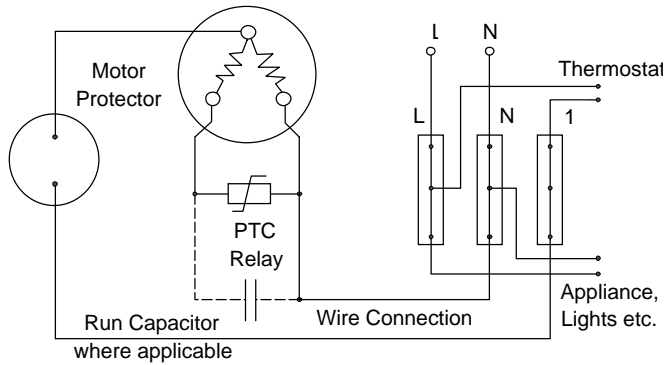 L N
Thermostat
Motor
Protector
L N 1
PTC
Relay
Appliance,
Lights etc.
Wire Connection
Run Capacitor
where applicable